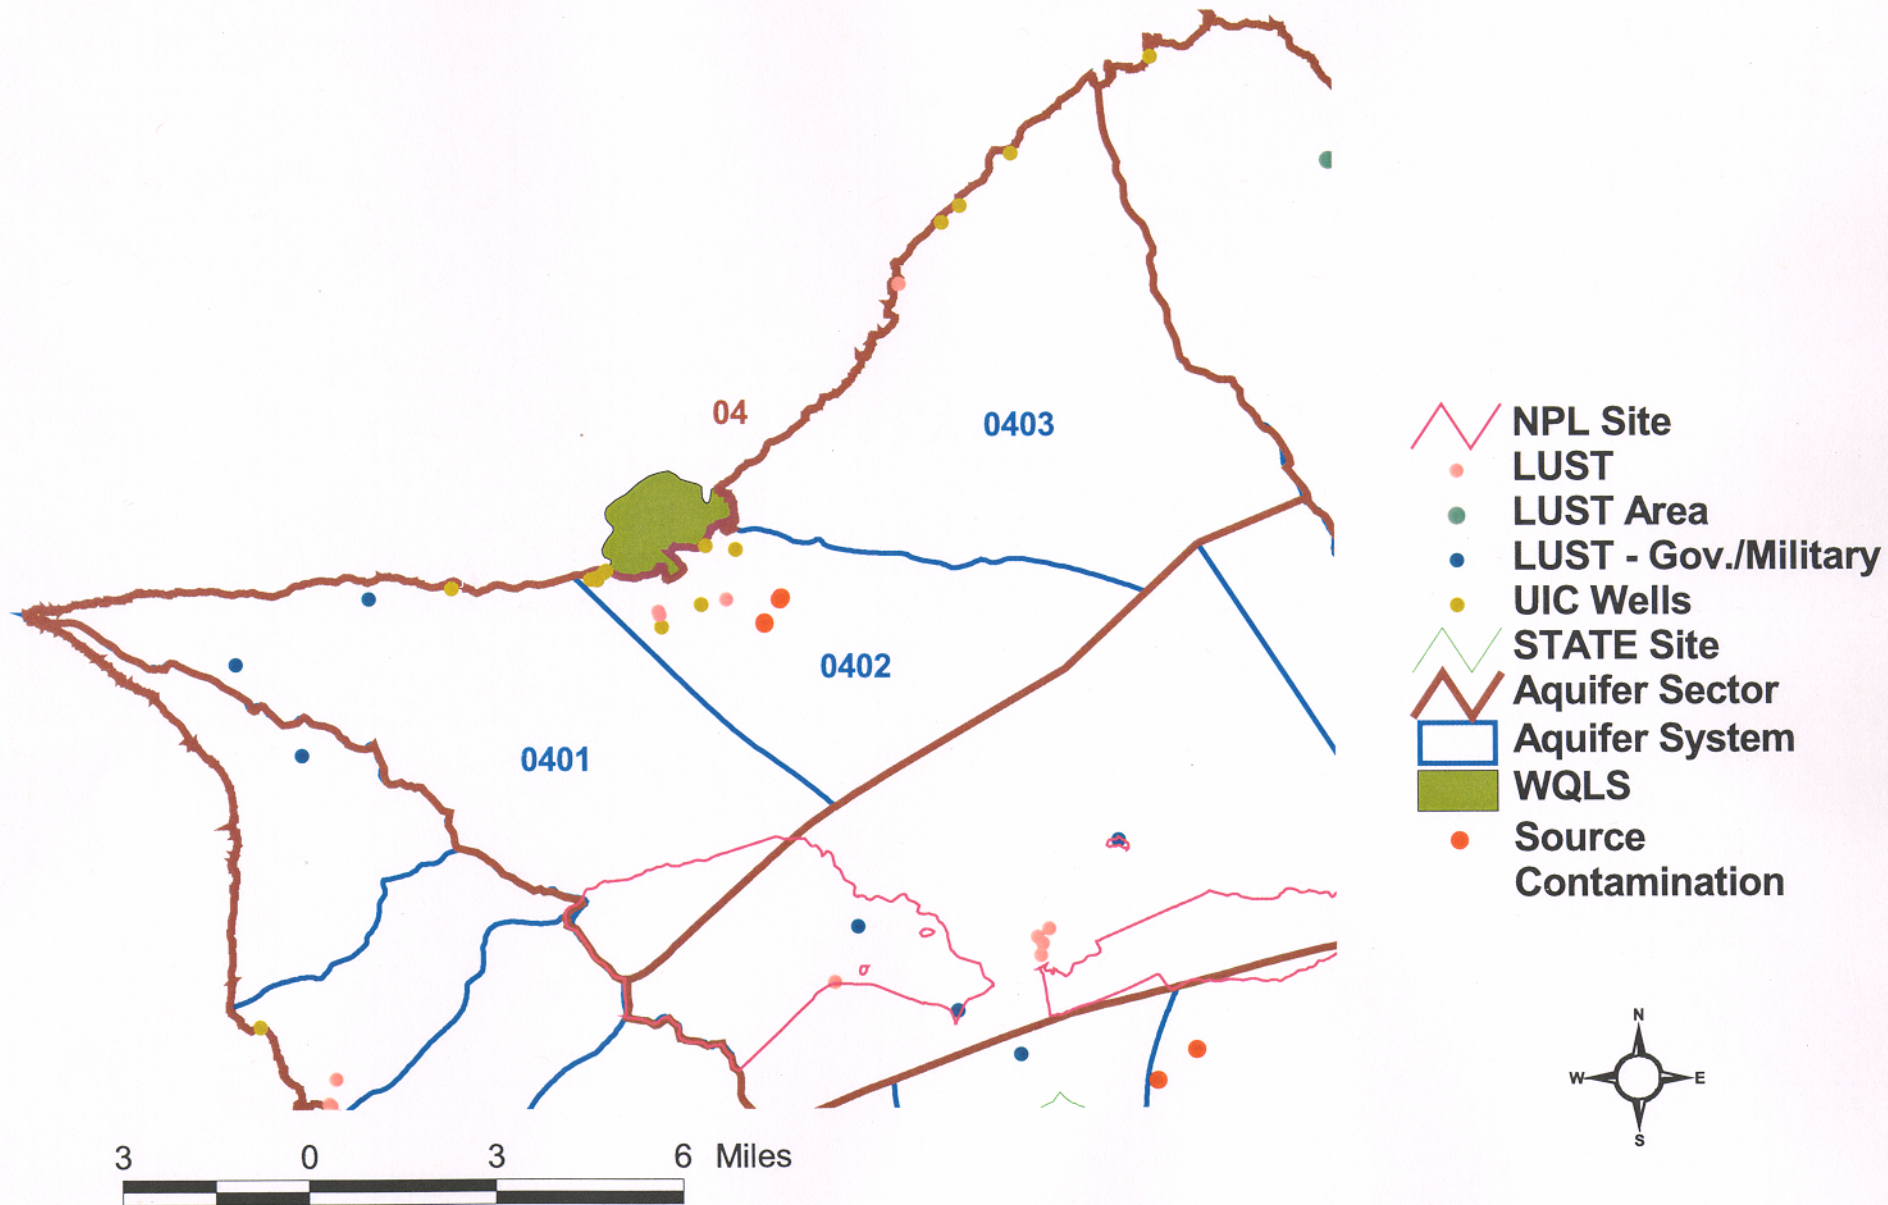 04
0403
0402
0401
NPL Site
LUST
LUST Area
LUST - Gov./Military
UIC Wells
STATE Site
Aquifer Sector
Aquifer System
WQLS
Source
Contamination
N
W E
S
3 0 3 6 Miles